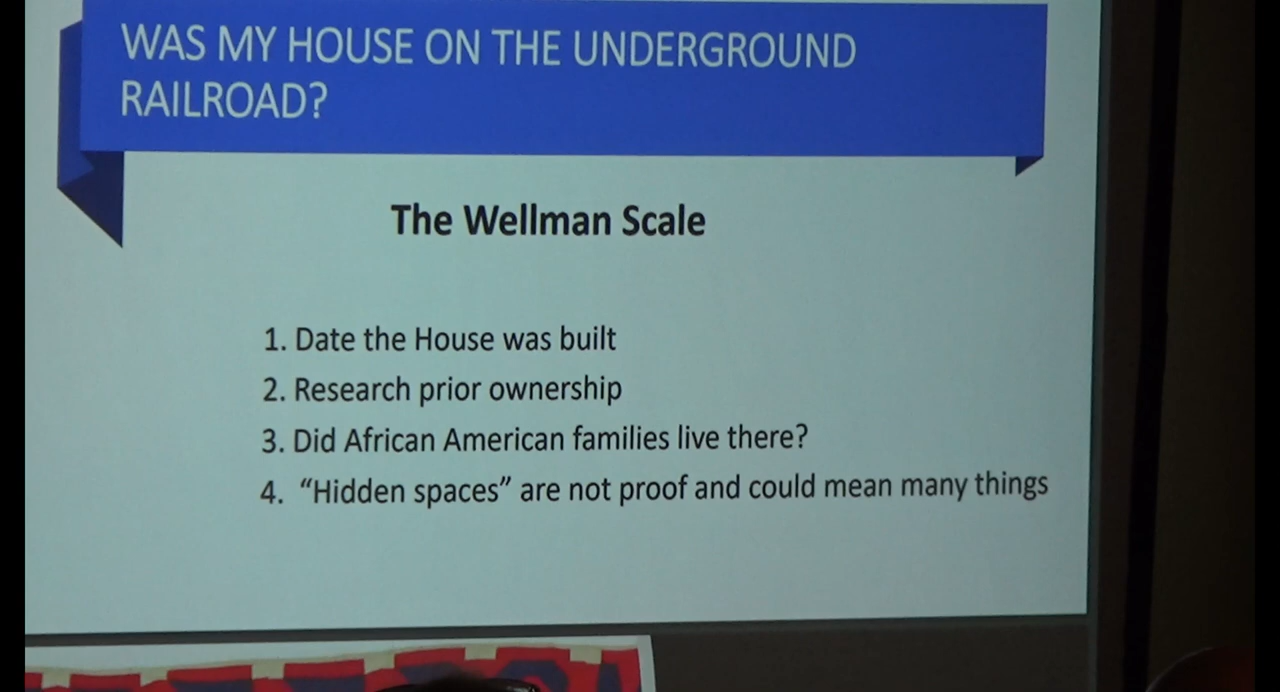 WAS MY HOUSE ON THE UNDERGROUND
RAILROAD?
The Wellman Scale
1. Date the House was built
2. Research prior ownership
3. Did African American families live there?
4. “Hidden spaces” are not proof and could mean many things